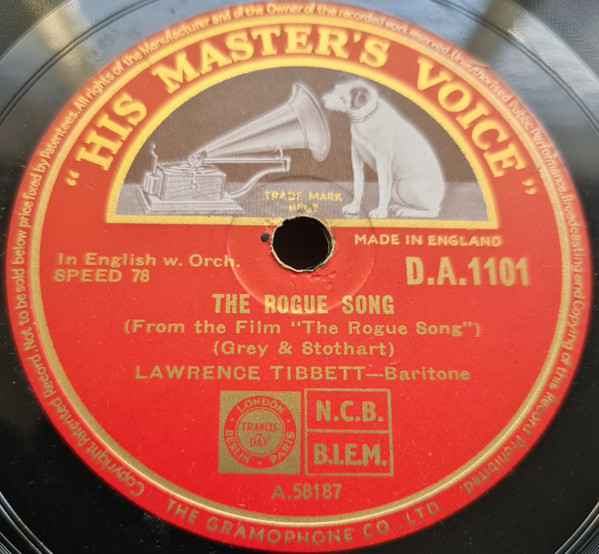 Copyright Patented Record. Not to be sold below price fixed by Patentees. All rights of the Manufacturer and of the Owner of the recorded work reserved. Unauthorised Public Performance, Broadcasting and Copying of this Record Prohibited.
"HIS MASTER'S VOICE"
TRADE MARK
MADE IN ENGLAND
In English w. Orch.
SPEED 78
D.A.1101
THE ROGUE SONG
(From the Film "The Rogue Song")
(Grey & Stothart)
LAWRENCE TIBBETT—Baritone
LONDON
BERLIN
PARIS
DAY
N.C.B.
B.I.E.M.
A.58187
THE GRAMOPHONE CO., LTD.